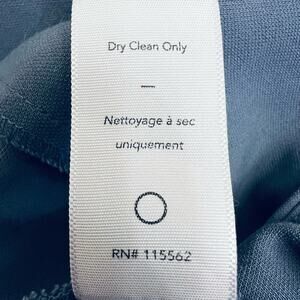 Dry Clean Only
—
Nettoyage à sec
uniquement
RN# 115562